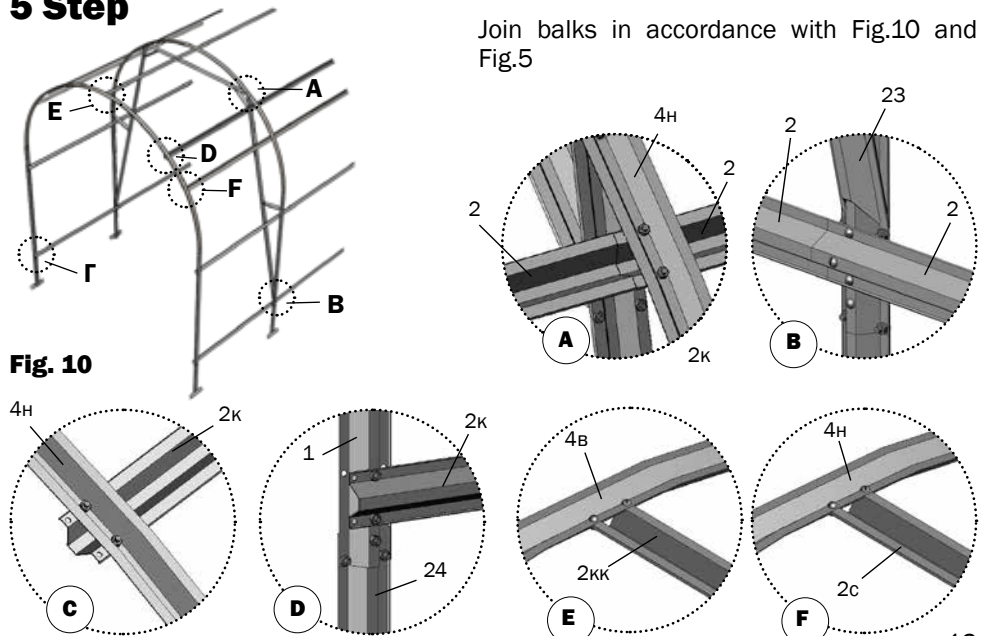 5 Step
Join balks in accordance with Fig.10 and
Fig.5
E
A
D
F
Г
B
Fig. 10
2
4н
2
2к
A
2
23
2
B
4н
2к
C
1
2к
24
D
4в
2кк
E
4н
2с
F